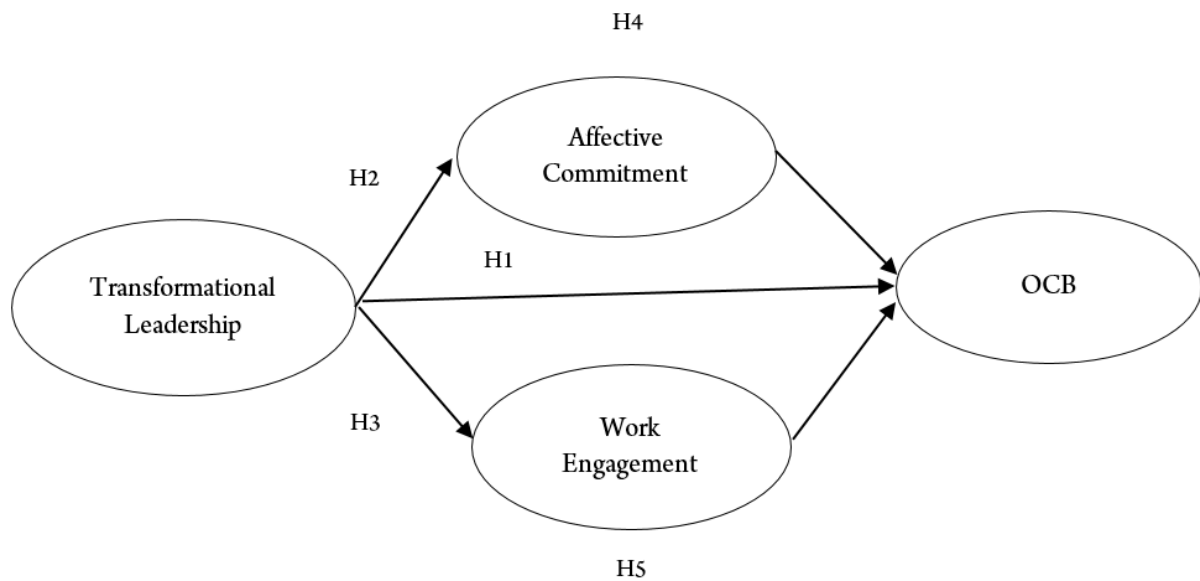 H4
Affective
Commitment
H2
H1
Transformational
Leadership
OCB
H3
Work
Engagement
H5